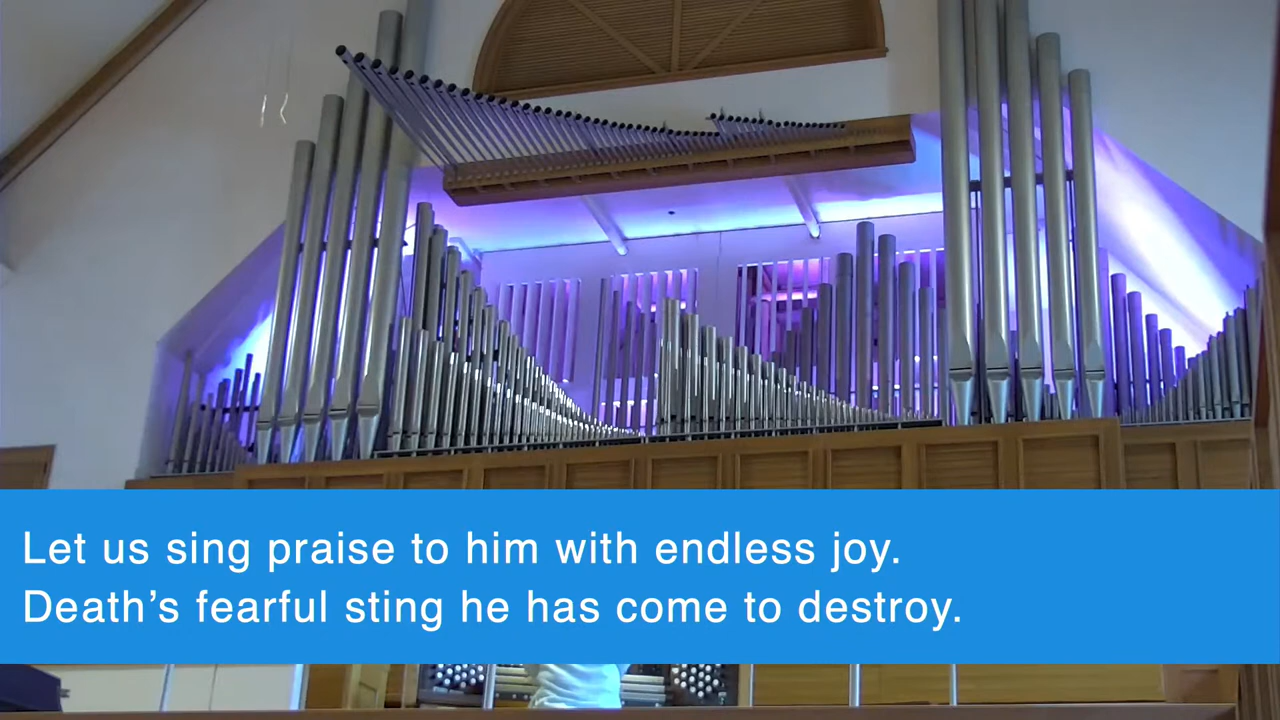 Let us sing praise to him with endless joy.
Death’s fearful sting he has come to destroy.